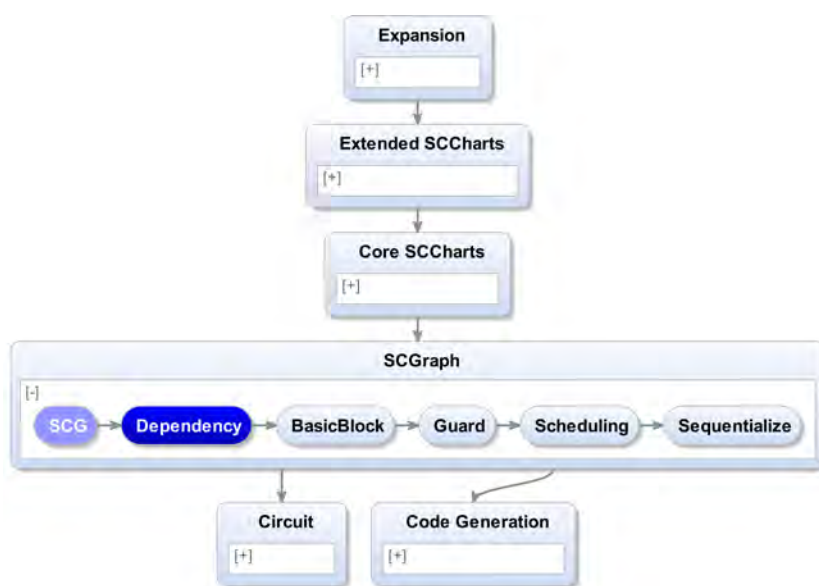 Expansion
[+]
Extended SCCharts
[+]
Core SCCharts
[+]
SCGraph
[-]
SCG Dependency BasicBlock Guard Scheduling Sequentialize
Circuit Code Generation
[+] [+]